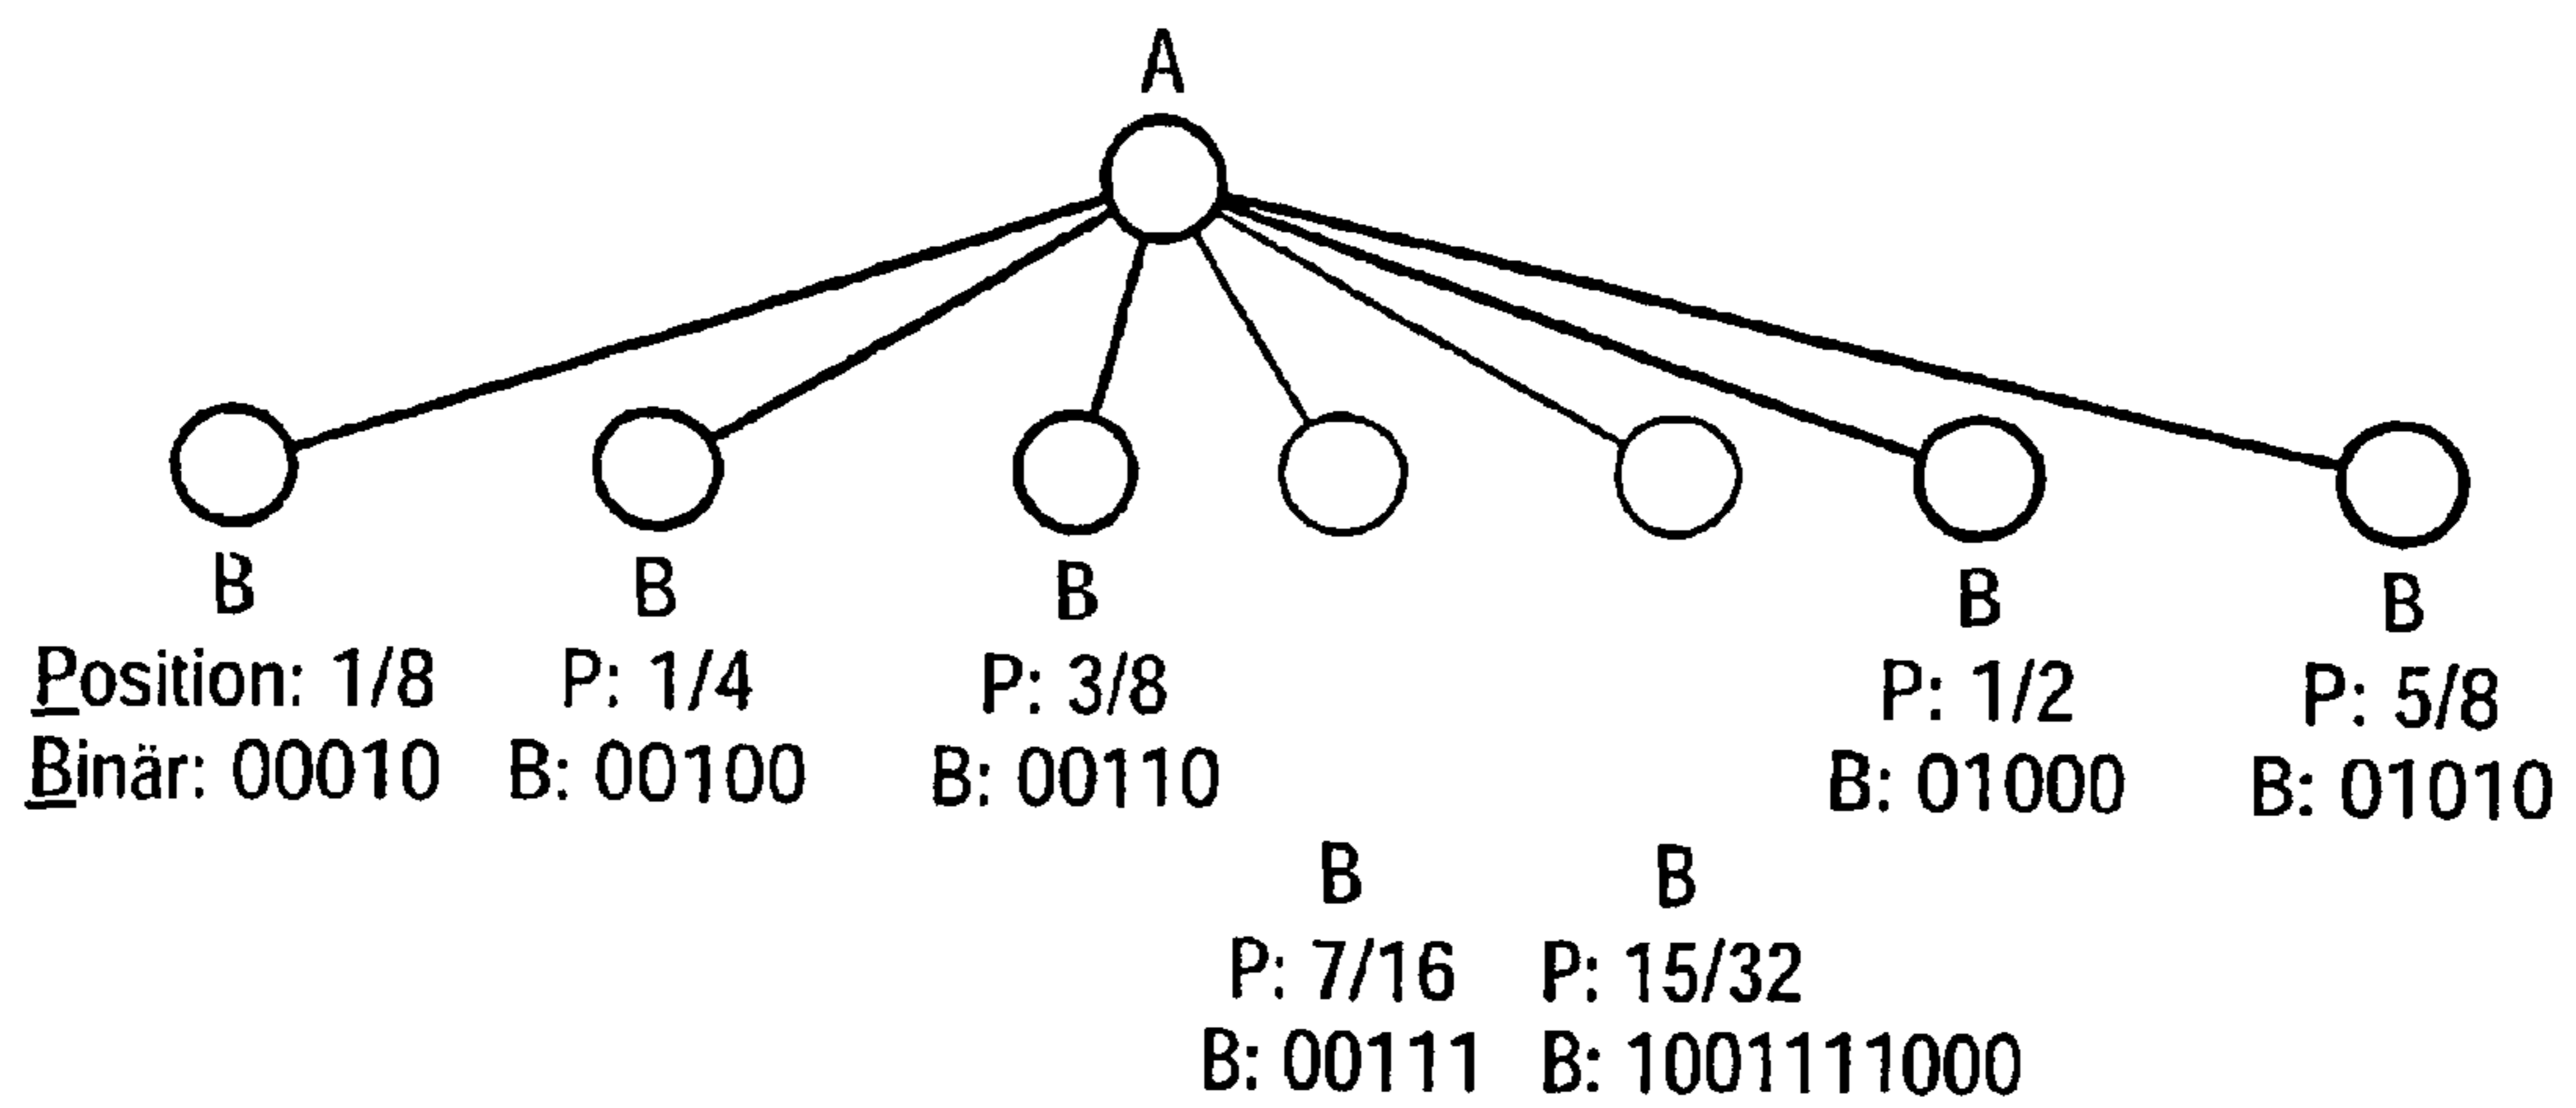 A
B B B B B
Position: 1/8 P: 1/4 P: 3/8 P: 1/2 P: 5/8
Binär: 00010 B: 00100 B: 00110 B: 01000 B: 01010
B B
P: 7/16 P: 15/32
B: 00111 B: 1001111000